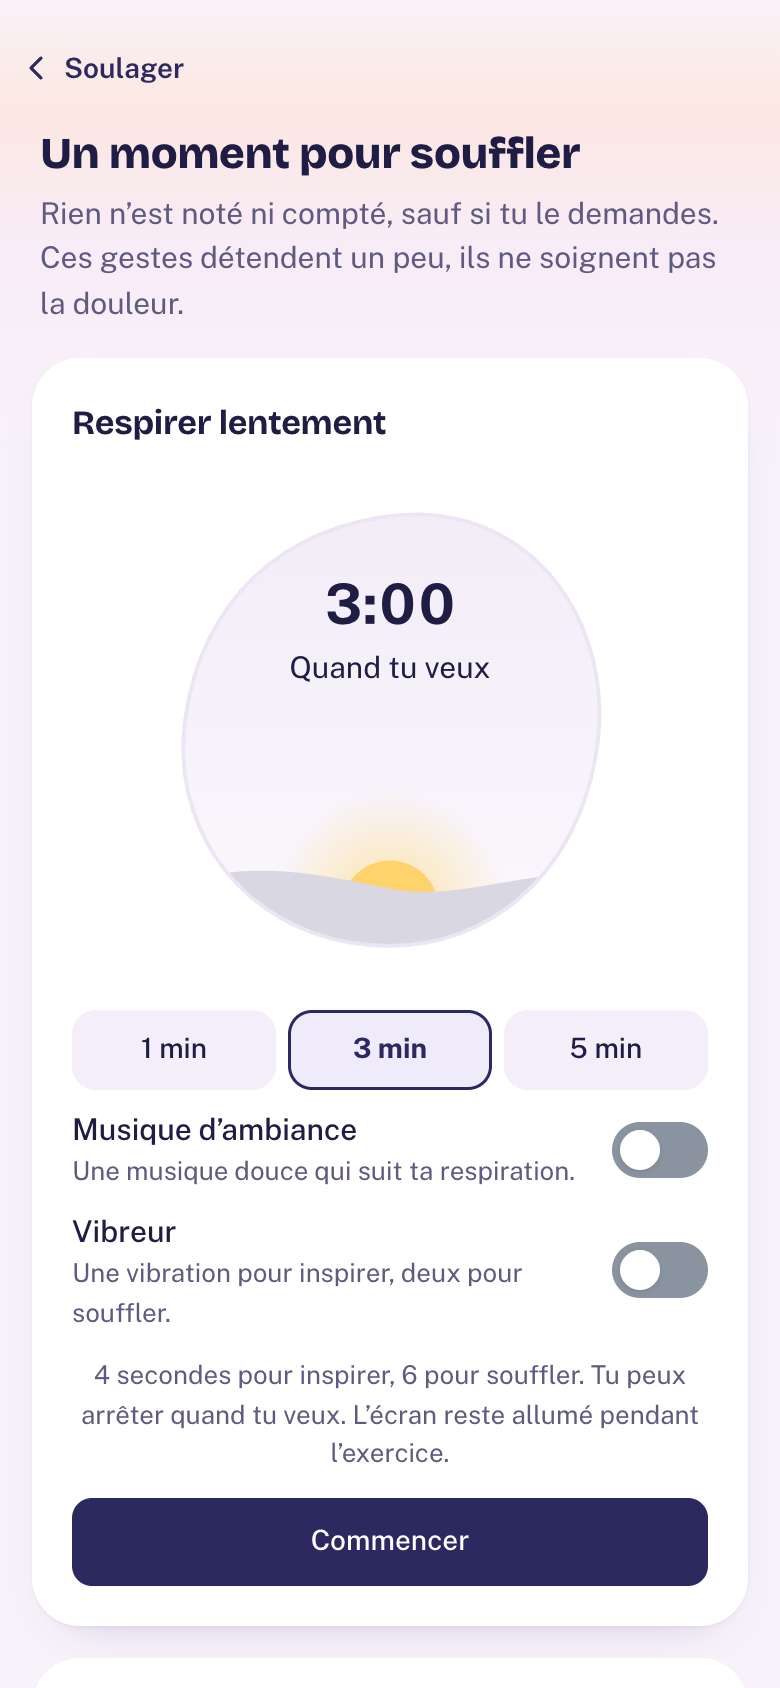 Soulager
Un moment pour souffler
Rien n’est noté ni compté, sauf si tu le demandes.
Ces gestes détendent un peu, ils ne soignent pas
la douleur.
Respirer lentement
3:00
Quand tu veux
1 min
3 min
5 min
Musique d’ambiance
Une musique douce qui suit ta respiration.
Vibreur
Une vibration pour inspirer, deux pour
souffler.
4 secondes pour inspirer, 6 pour souffler. Tu peux
arrêter quand tu veux. L’écran reste allumé pendant
l’exercice.
Commencer